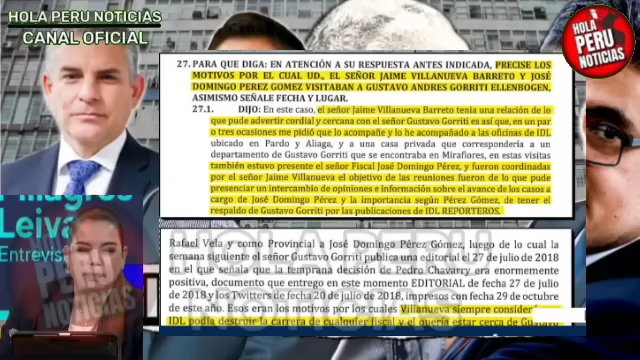 HOLA PERU NOTICIAS
CANAL OFICIAL
HOLA
PERU
NOTICIAS
27. PARA QUE DIGA: EN ATENCIÓN A SU RESPUESTA ANTES INDICADA, PRECISE LOS
MOTIVOS POR EL CUAL UD., EL SEÑOR JAIME VILLANUEVA BARRETO Y JOSÉ
DOMINGO PEREZ GOMEZ VISITABAN A GUSTAVO ANDRES GORRITI ELLENBOGEN,
ASIMISMO SEÑALE FECHA Y LUGAR.
27.1. DIJO: En este caso, el señor Jaime Villanueva Barreto tenia una relación de lo
que pude advertir cordial y cercana con el señor Gustavo Gorriti es así que, en un
par o tres ocasiones me pidió que lo acompañe y lo he acompañado a las oficinas de IDL
ubicado en Pardo y Aliaga, y a una casa privada que correspondería a un
departamento de Gustavo Gorriti que se encontraba en Miraflores, en estas visitas
también estuvo presente el señor Fiscal José Domingo Pérez, y fueron coordinadas
por el señor Jaime Villanueva el objetivo de las reuniones fueron de lo que pude
presenciar un intercambio de opiniones e información sobre el avance de los casos a
cargo de José Domingo Pérez y la importancia según Pérez Gómez, de tener el
respaldo de Gustavo Gorriti por las publicaciones de IDL REPORTEROS.
Milagros
Leiva
Entrevis
HOLA
PERU
NOTICIAS
Rafael Vela y como Provincial a José Domingo Pérez Gómez, luego de lo cual la
semana siguiente el señor Gustavo Gorriti publica una editorial el 27 de julio de 2018
en el que señala que la temprana decisión de Pedro Chavarry, era enormemente
positiva, documento que entrego en este momento EDITORIAL de fecha 27 de julio
de 2018 y los Twits de fecha 20 de julio de 2018, impreso con fecha 29 de octubre
de este año. Esos eran los motivos por los cuales Villanueva siempre consideró
IDL podía destruir la carrera de cualquier fiscal y el quería estar cerca de Gustavo